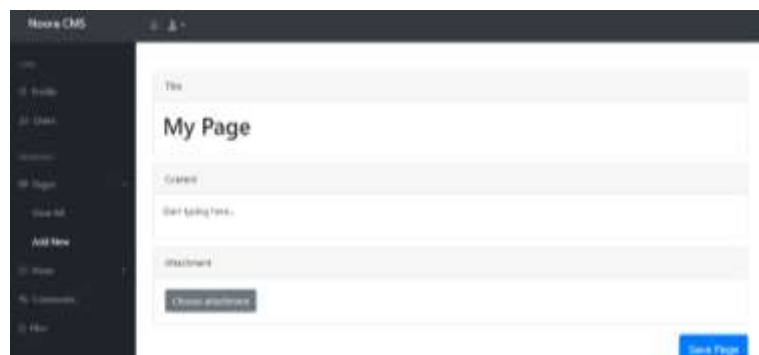 Noora CMS
Profile
Users
Pages
View All
Add New
Comments
Files
Title
My Page
Content
Start typing here...
Attachment
Choose attachment
Save Page